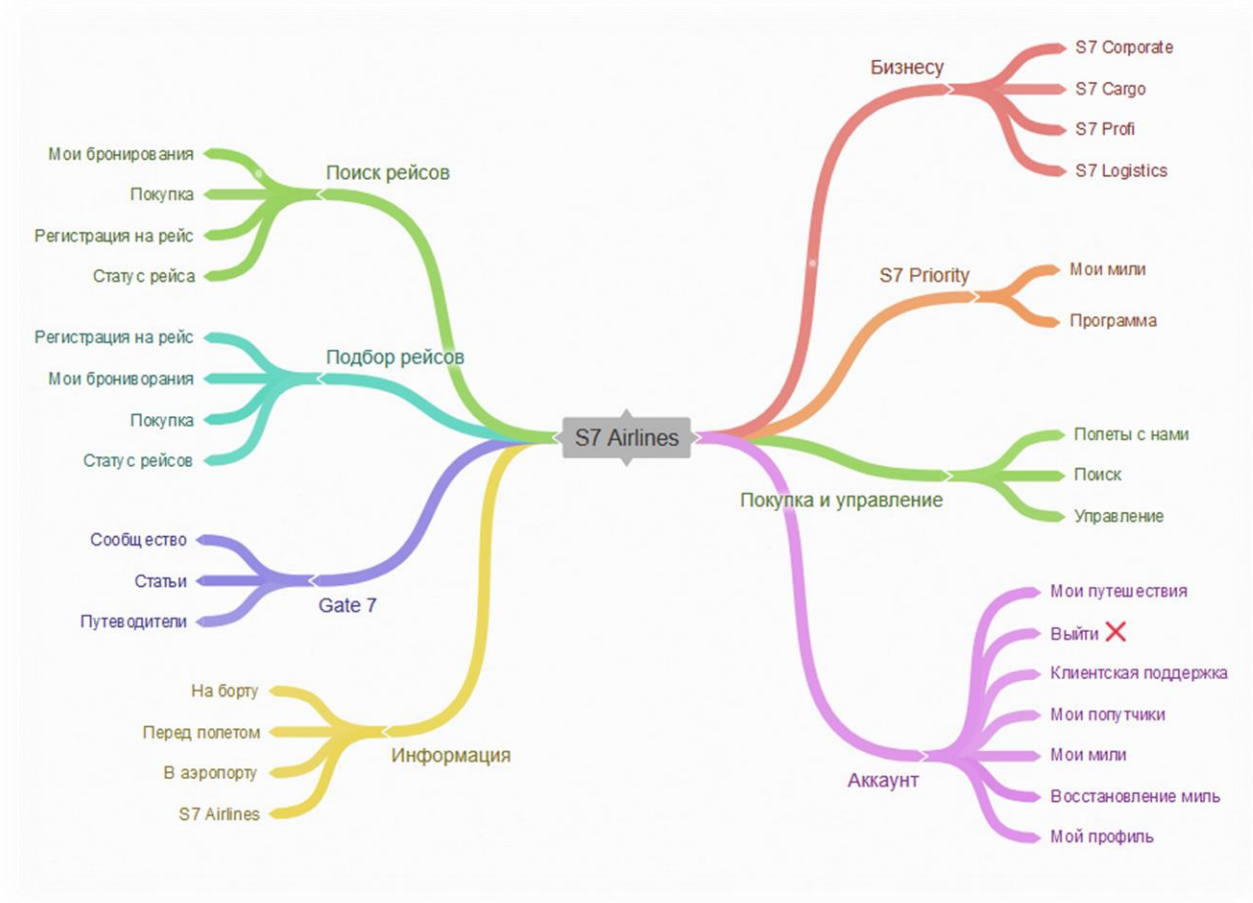 S7 Airlines
Поиск рейсов
Мои бронирования
Покупка
Регистрация на рейс
Статус рейса
Подбор рейсов
Регистрация на рейс
Мои брониворания
Покупка
Статус рейсов
Gate 7
Сообщество
Статьи
Путеводители
Информация
На борту
Перед полетом
В аэропорту
S7 Airlines
Бизнесу
S7 Corporate
S7 Cargo
S7 Profi
S7 Logistics
S7 Priority
Мои мили
Программа
Покупка и управление
Полеты с нами
Поиск
Управление
Аккаунт
Мои путешествия
Выйти
Клиентская поддержка
Мои попутчики
Мои мили
Восстановление миль
Мой профиль